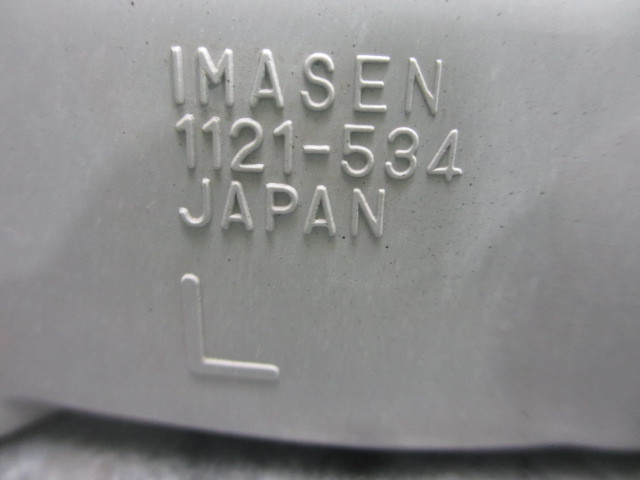 IMASEN
1121-534
JAPAN
L